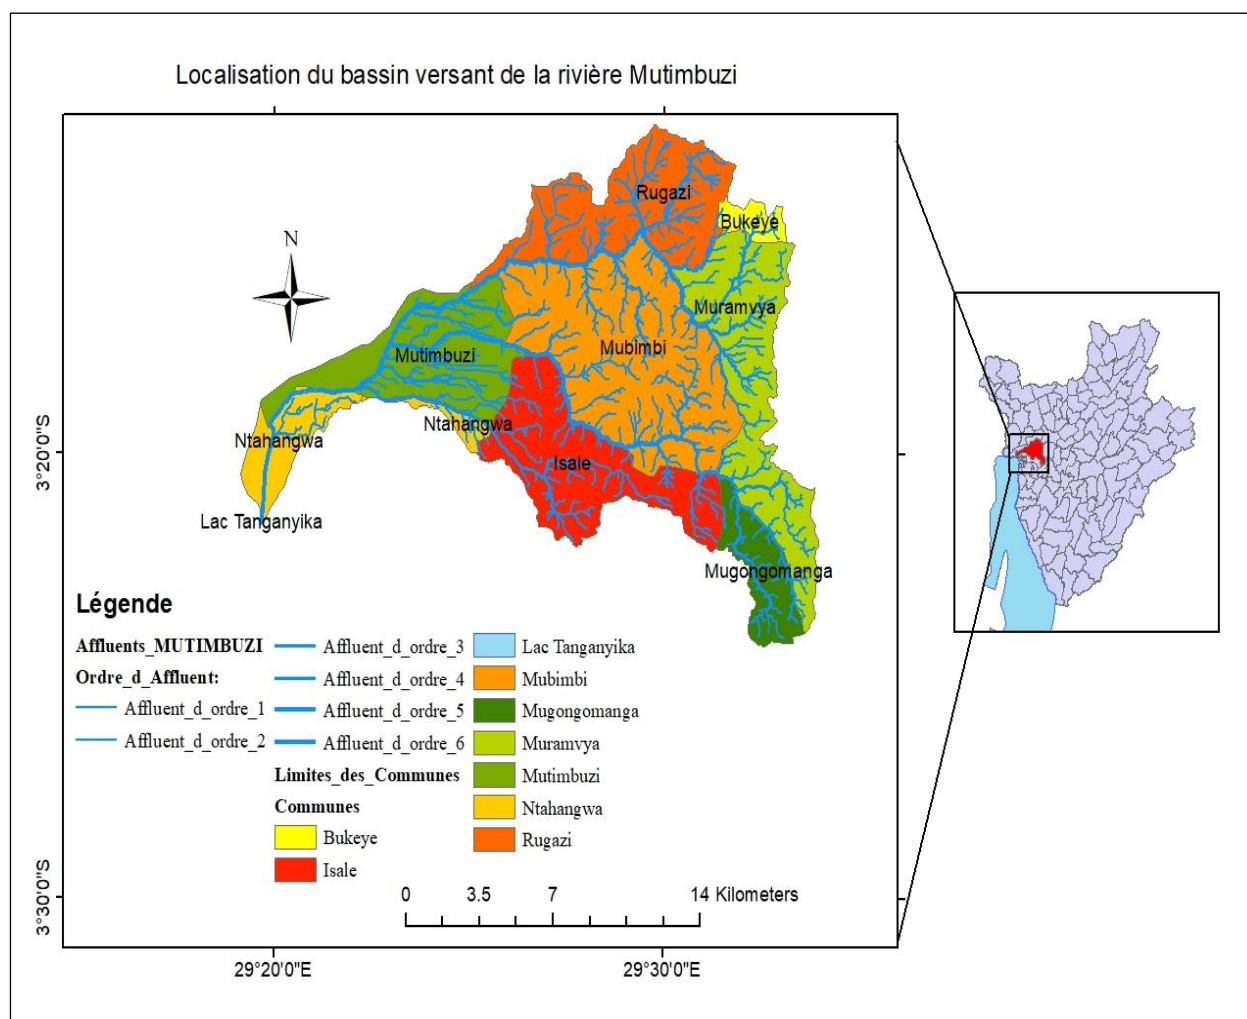 Localisation du bassin versant de la rivière Mutimbuzi
N
Rugazi
Bukeye
Muramvya
Mubimbi
Mutimbuzi
Ntahangwa
Ntahangwa
Isale
Lac Tanganyika
Mugongomanga
3°20'0"S
3°30'0"S
Légende
Affluents_MUTIMBUZI
Ordre_d_Affluent:
Affluent_d_ordre_1
Affluent_d_ordre_2
Affluent_d_ordre_3
Affluent_d_ordre_4
Affluent_d_ordre_5
Affluent_d_ordre_6
Limites_des_Communes
Communes
Bukeye
Isale
Lac Tanganyika
Mubimbi
Mugongomanga
Muramvya
Mutimbuzi
Ntahangwa
Rugazi
0 3.5 7 14 Kilometers
29°20'0"E 29°30'0"E